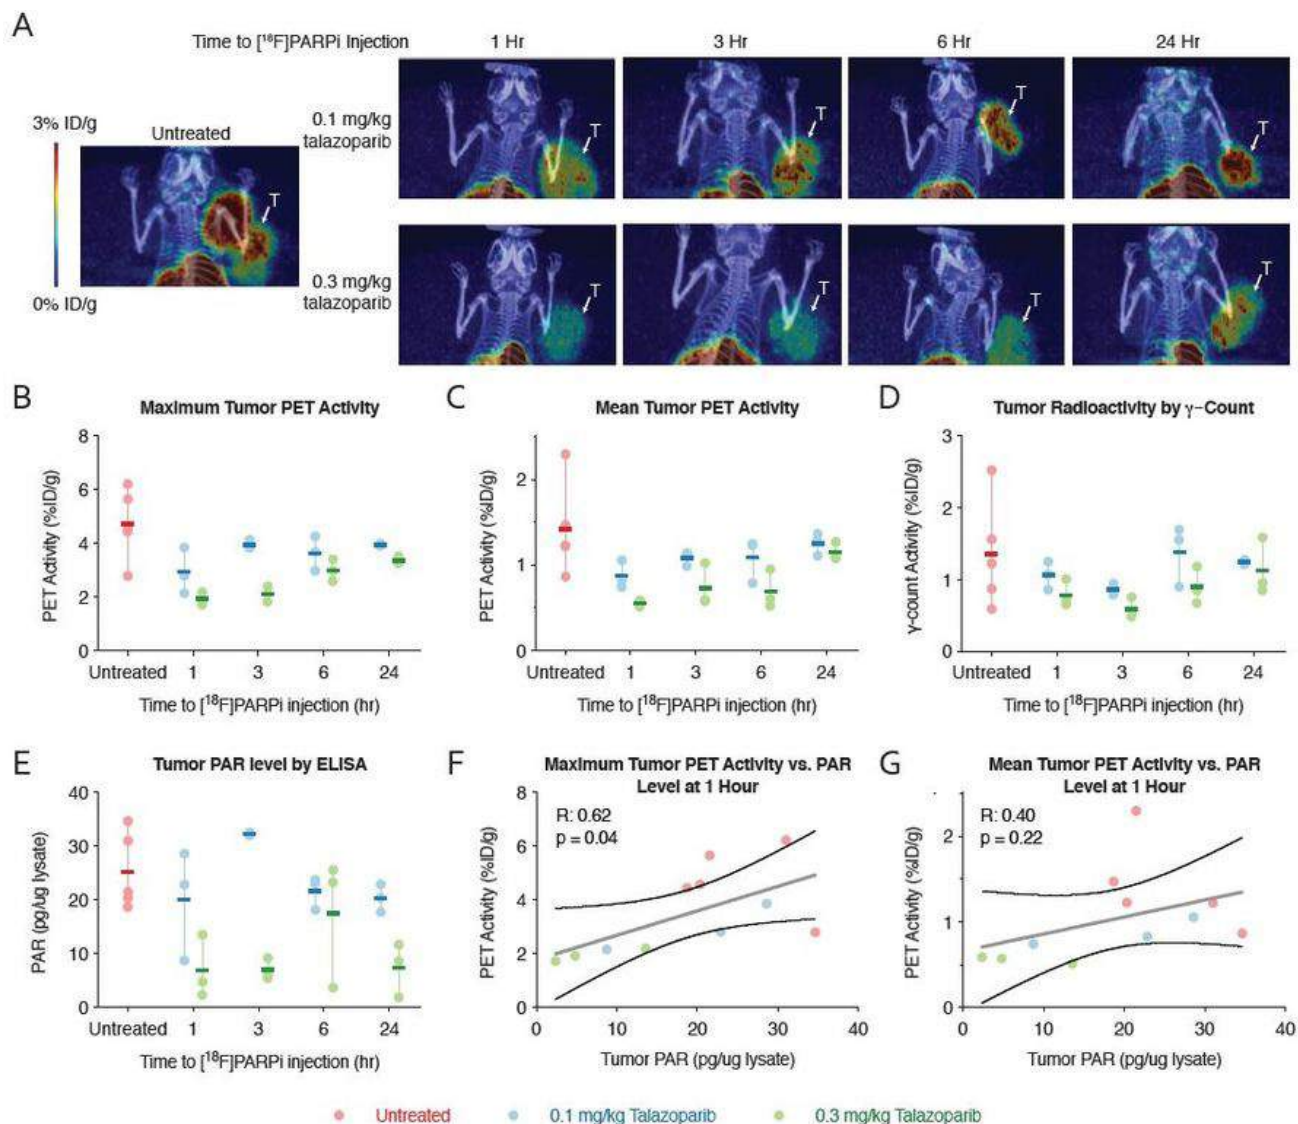 A
Time to [¹⁸F]PARPi Injection
1 Hr
3 Hr
6 Hr
24 Hr
3% ID/g
Untreated
0% ID/g
T
0.1 mg/kg
talazoparib
T
T
T
T
0.3 mg/kg
talazoparib
T
T
T
T
B
Maximum Tumor PET Activity
PET Activity (%ID/g)
8
6
4
2
0
Untreated 1 3 6 24
Time to [¹⁸F]PARPi injection (hr)
C
Mean Tumor PET Activity
PET Activity (%ID/g)
2
1
0
Untreated 1 3 6 24
Time to [¹⁸F]PARPi injection (hr)
D
Tumor Radioactivity by γ−Count
γ-count Activity (%ID/g)
3
2
1
0
Untreated 1 3 6 24
Time to [¹⁸F]PARPi injection (hr)
E
Tumor PAR level by ELISA
PAR (pg/ug lysate)
40
30
20
10
0
Untreated 1 3 6 24
Time to [¹⁸F]PARPi injection (hr)
F
Maximum Tumor PET Activity vs. PAR
Level at 1 Hour
R: 0.62
p = 0.04
PET Activity (%ID/g)
8
6
4
2
0
0 10 20 30 40
Tumor PAR (pg/ug lysate)
G
Mean Tumor PET Activity vs. PAR
Level at 1 Hour
R: 0.40
p = 0.22
PET Activity (%ID/g)
2
1
0
0 10 20 30 40
Tumor PAR (pg/ug lysate)
Untreated
0.1 mg/kg Talazoparib
0.3 mg/kg Talazoparib